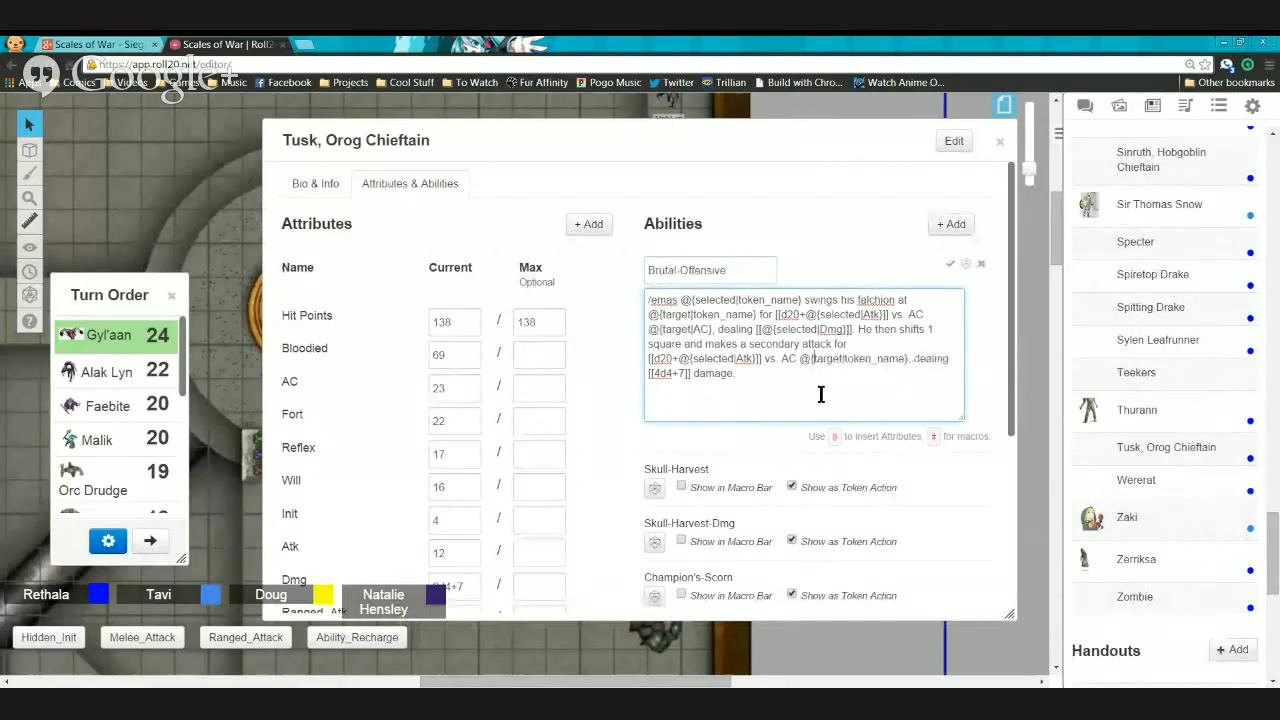 Scales of War - Sieg
Scales of War | Roll2
https://app.roll20.net/editor/
Google+
Apps
Comics
Videos
Games
Music
Facebook
Projects
Cool Stuff
To Watch
Fur Affinity
Pogo Music
Twitter
Trillian
Build with Chro...
Watch Anime O...
Other bookmarks
Tusk, Orog Chieftain
Edit
Bio & Info
Attributes & Abilities
Attributes
+ Add
Name
Current
Max
Optional
Hit Points
138 / 138
Bloodied
69 /
AC
23 /
Fort
22 /
Reflex
17 /
Will
16 /
Init
4 /
Atk
12 /
Dmg
4+7 /
Ranged_Atk
Abilities
+ Add
Brutal-Offensive
/emas @{selected|token_name} swings his falchion at
@{target|token_name} for [[d20+@{selected|Atk}]] vs. AC
@{target|AC}, dealing [[@{selected|Dmg}]]. He then shifts 1
square and makes a secondary attack for
[[d20+@{selected|Atk}]] vs. AC @{target|token_name}, dealing
[[4d4+7]] damage.
Use @ to insert Attributes, # for macros.
Skull-Harvest
Show in Macro Bar
Show as Token Action
Skull-Harvest-Dmg
Show in Macro Bar
Show as Token Action
Champion's-Scorn
Show in Macro Bar
Show as Token Action
Turn Order
Gyl'aan 24
Alak Lyn 22
Faebite 20
Malik 20
Orc Drudge 19
Rethala
Tavi
Doug
Natalie
Hensley
Hidden_Init
Melee_Attack
Ranged_Attack
Ability_Recharge
Sinruth, Hobgoblin
Chieftain
Sir Thomas Snow
Specter
Spiretop Drake
Spitting Drake
Sylen Leafrunner
Teekers
Thurann
Tusk, Orog Chieftain
Wererat
Zaki
Zerriksa
Zombie
Handouts
+ Add